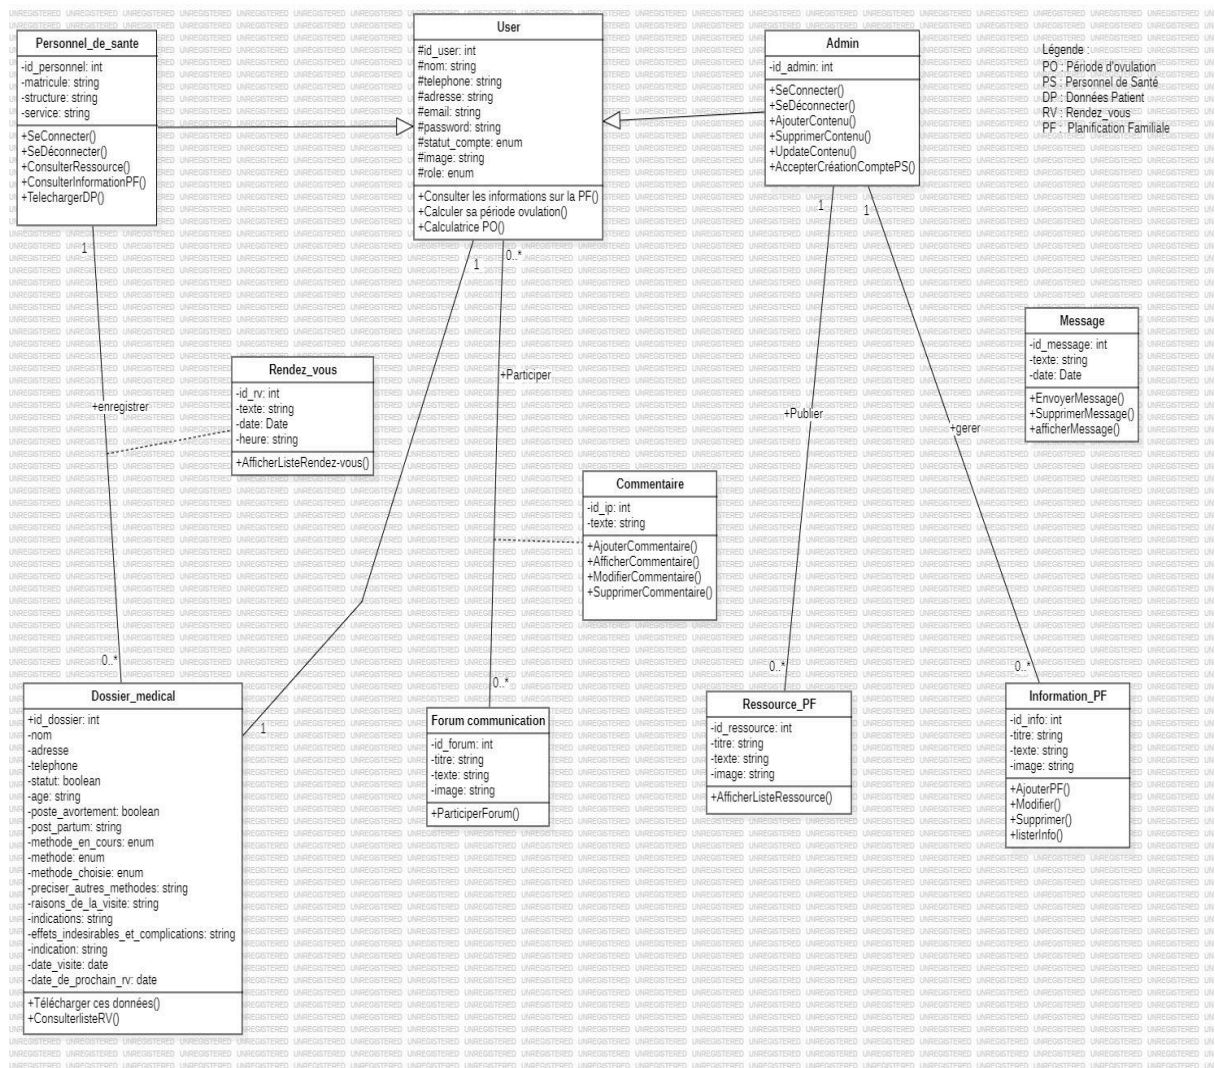 Personnel_de_sante
-id_personnel: int
-matricule: string
-structure: string
-service: string
+SeConnecter()
+SeDéconnecter()
+ConsulterRessource()
+ConsulterInformationPF()
+TelechargerDP()
User
#id_user: int
#nom: string
#telephone: string
#adresse: string
#email: string
#password: string
#statut_compte: enum
#image: string
#role: enum
+Consulter les informations sur la PF()
+Calculer sa période ovulation()
+Calculatrice PO()
Admin
-id_admin: int
+SeConnecter()
+SeDéconnecter()
+AjouterContenu()
+SupprimerContenu()
+UpdateContenu()
+AccepterCréationComptePS()
Légende :
PO : Période d'ovulation
PS : Personnel de Santé
DP : Données Patient
RV : Rendez_vous
PF : Planification Familiale
1
1
0..*
1
1
Rendez_vous
-id_rv: int
-texte: string
-date: Date
-heure: string
+AfficherListeRendez-vous()
+enregistrer
+Participer
+Publier
+gerer
Message
-id_message: int
-texte: string
-date: Date
+EnvoyerMessage()
+SupprimerMessage()
+afficherMessage()
Commentaire
-id_ip: int
-texte: string
+AjouterCommentaire()
+AfficherCommentaire()
+ModifierCommentaire()
+SupprimerCommentaire()
0..*
1
0..*
0..*
0..*
Dossier_medical
+id_dossier: int
-nom
-adresse
-telephone
-statut: boolean
-age: string
-poste_avortement: boolean
-post_partum: string
-methode_en_cours: enum
-methode: enum
-methode_choisie: enum
-preciser_autres_methodes: string
-raisons_de_la_visite: string
-indications: string
-effets_indesirables_et_complications: string
-indication: string
-date_visite: date
-date_de_prochain_rv: date
+Télécharger ces données()
+ConsulterlisteRV()
Forum communication
-id_forum: int
-titre: string
-texte: string
-image: string
+ParticiperForum()
Ressource_PF
-id_ressource: int
-titre: string
-texte: string
-image: string
+AfficherListeRessource()
Information_PF
-id_info: int
-titre: string
-texte: string
-image: string
+AjouterPF()
+Modifier()
+Supprimer()
+listerInfo()
UNREGISTERED